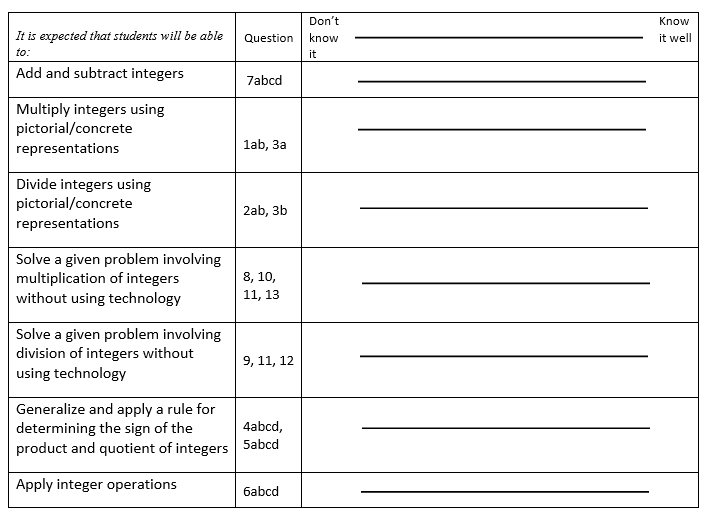 It is expected that students will be able
to:
Question
Don't
know
it
Know
it well
Add and subtract integers
7abcd
Multiply integers using
pictorial/concrete
representations
1ab, 3a
Divide integers using
pictorial/concrete
representations
2ab, 3b
Solve a given problem involving
multiplication of integers
without using technology
8, 10,
11, 13
Solve a given problem involving
division of integers without
using technology
9, 11, 12
Generalize and apply a rule for
determining the sign of the
product and quotient of integers
4abcd,
5abcd
Apply integer operations
6abcd